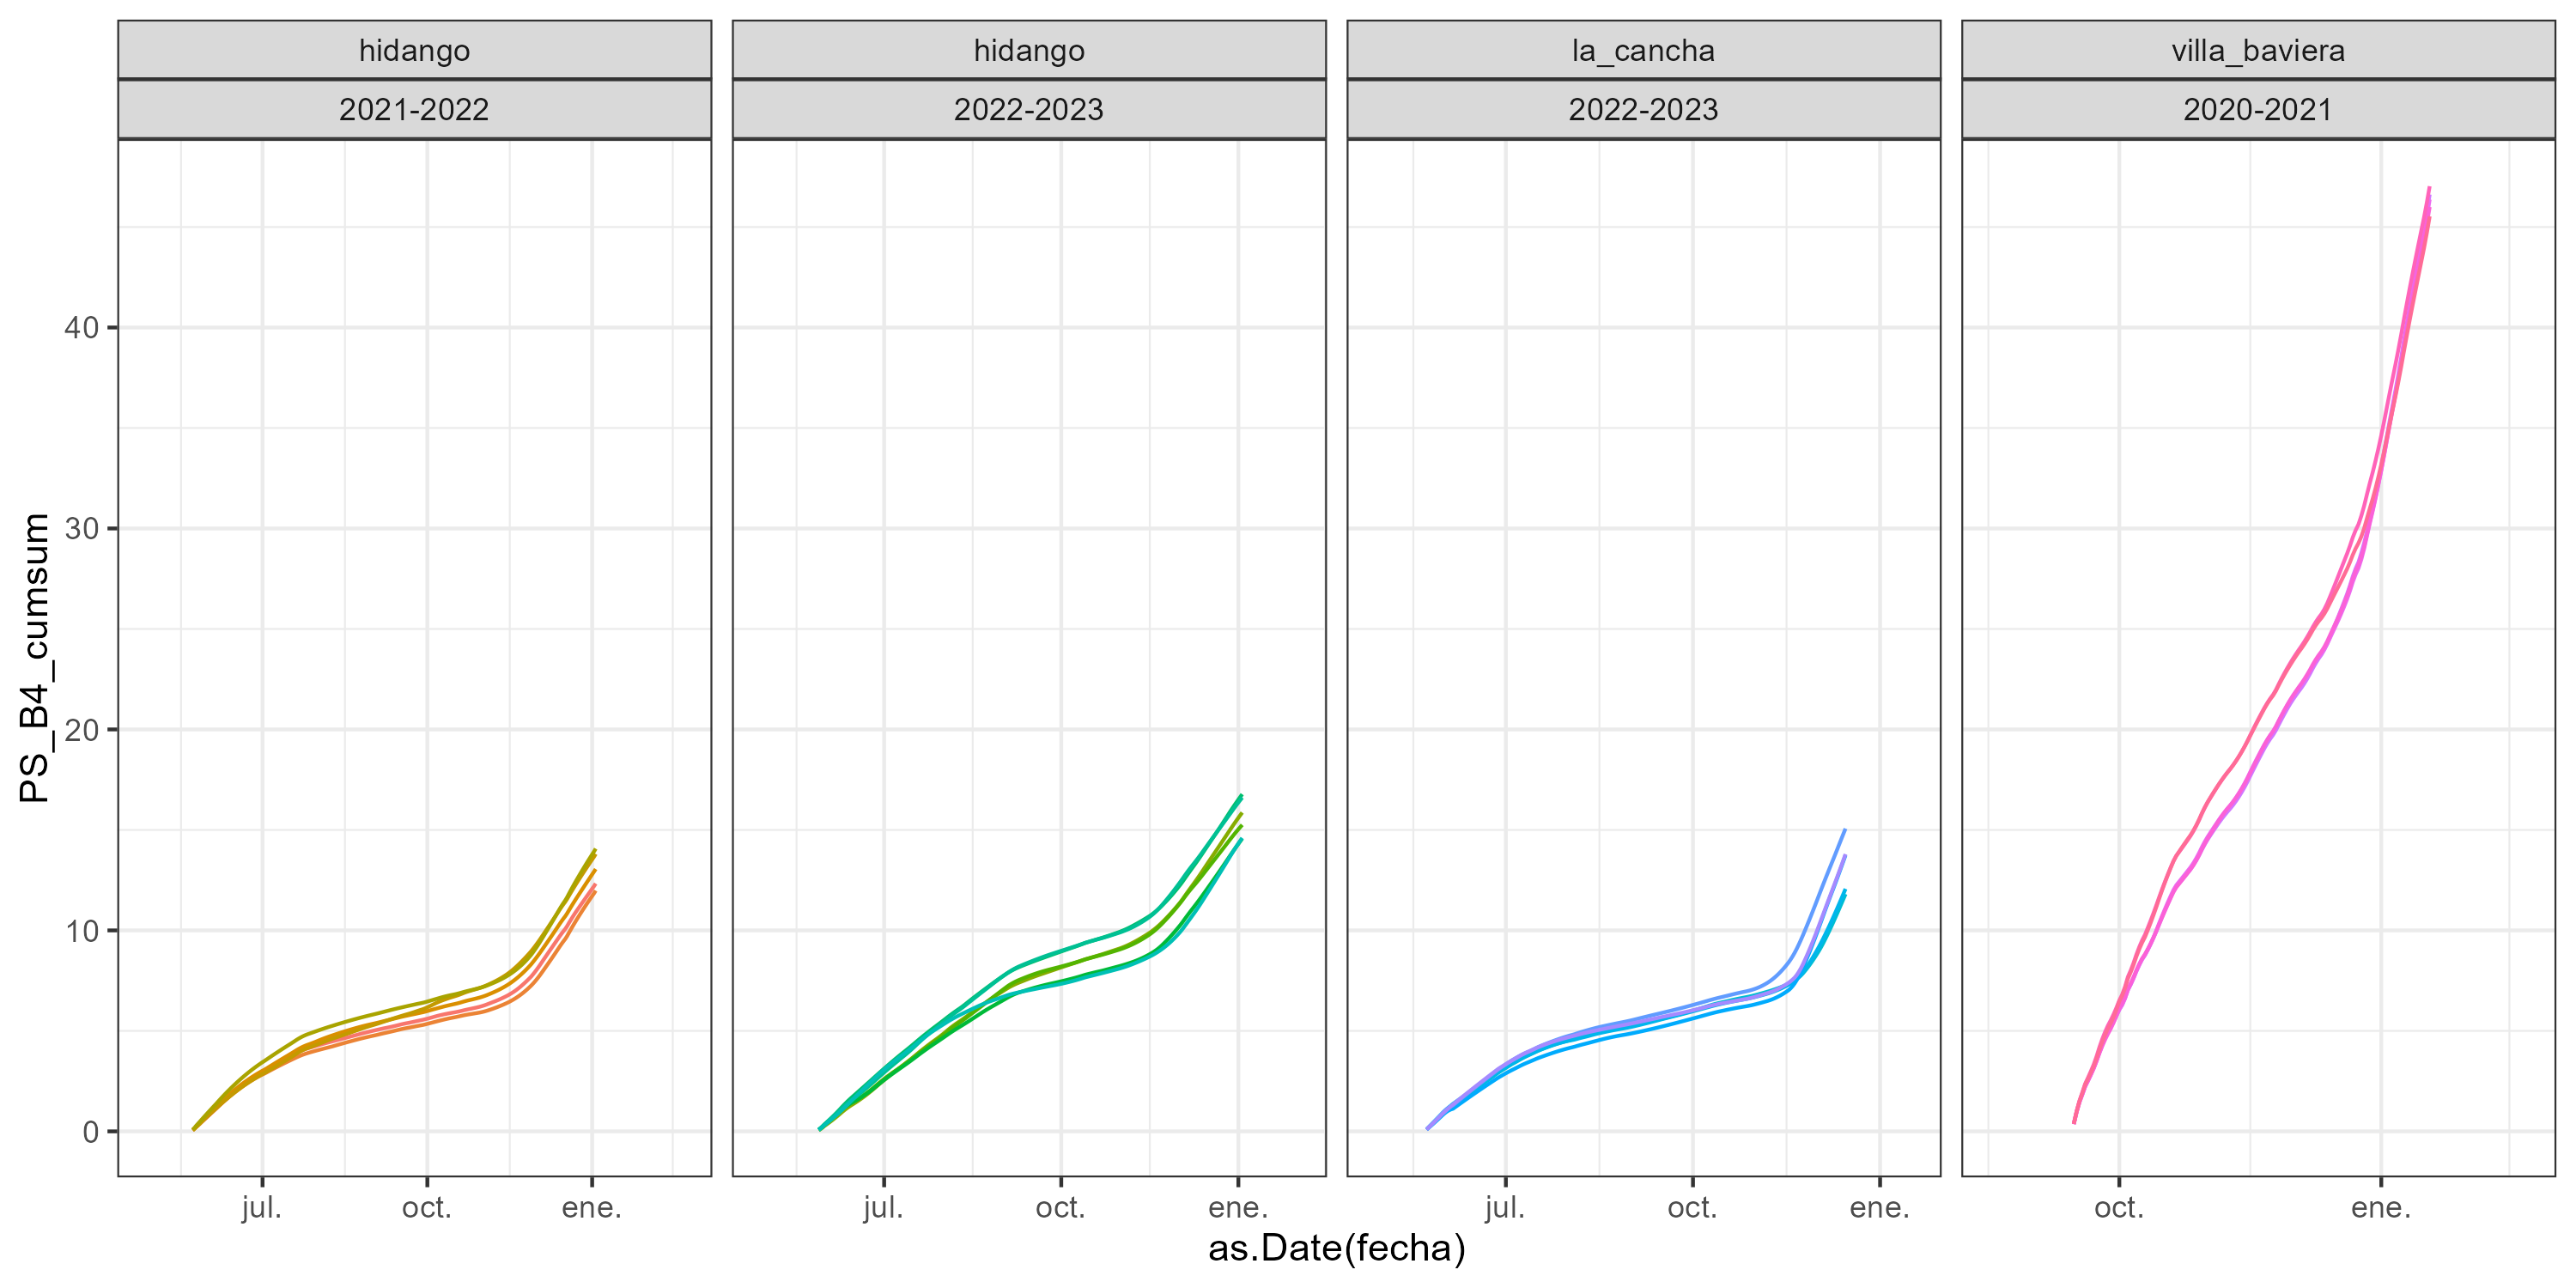 hidango
2021-2022
hidango
2022-2023
la_cancha
2022-2023
villa_baviera
2020-2021
PS_B4_cumsum
40
30
20
10
0
jul. oct. ene.
jul. oct. ene.
jul. oct. ene.
oct. ene.
as.Date(fecha)